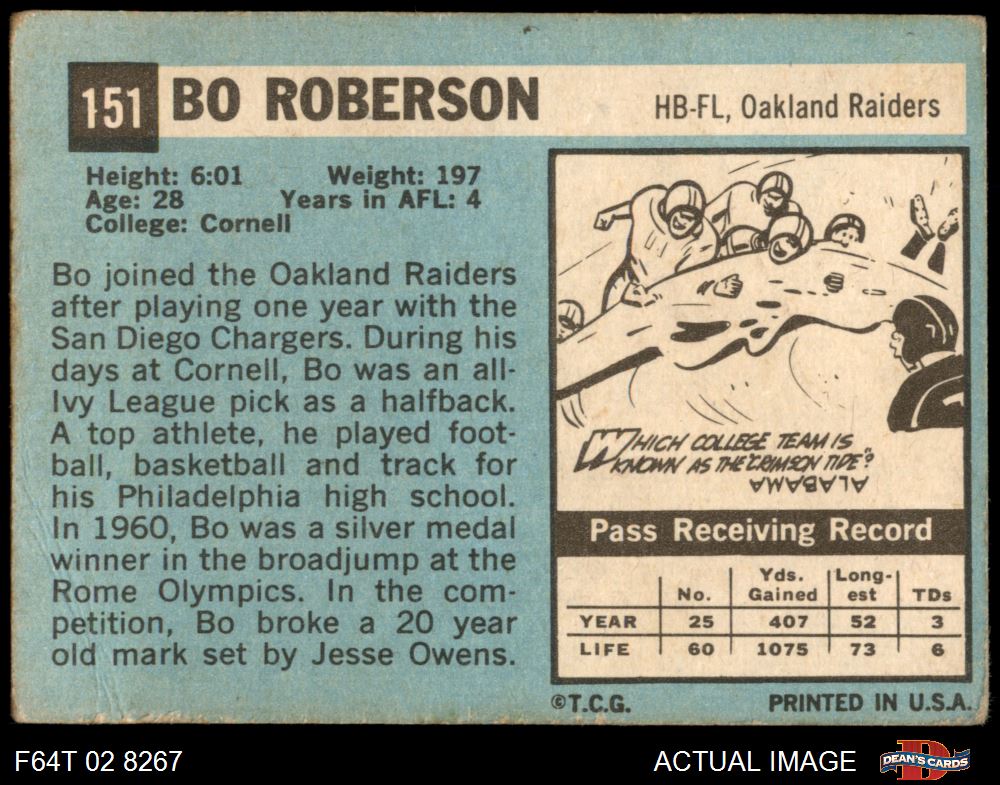 151 BO ROBERSON HB-FL, Oakland Raiders
Height: 6:01 Weight: 197
Age: 28 Years in AFL: 4
College: Cornell
Bo joined the Oakland Raiders
after playing one year with the
San Diego Chargers. During his
days at Cornell, Bo was an all-
Ivy League pick as a halfback.
A top athlete, he played foot-
ball, basketball and track for
his Philadelphia high school.
In 1960, Bo was a silver medal
winner in the broadjump at the
Rome Olympics. In the com-
petition, Bo broke a 20 year
old mark set by Jesse Owens.
WHICH COLLEGE TEAM IS
KNOWN AS THE "CRIMSON TIDE"?
ALABAMA
Pass Receiving Record
No. Yds. Gained Long-est TDs
YEAR 25 407 52 3
LIFE 60 1075 73 6
©T.C.G. PRINTED IN U.S.A.
F64T 02 8267 ACTUAL IMAGE DEAN'S CARDS